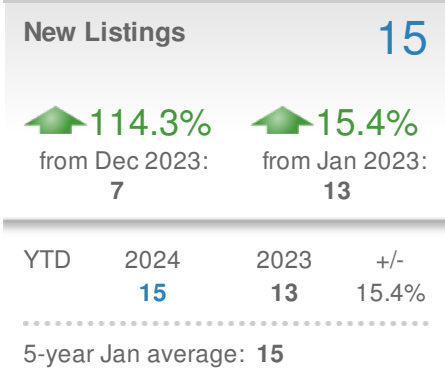 New Listings 15
114.3% 15.4%
from Dec 2023: from Jan 2023:
7 13
YTD 2024 2023 +/-
15 13 15.4%
5-year Jan average: 15